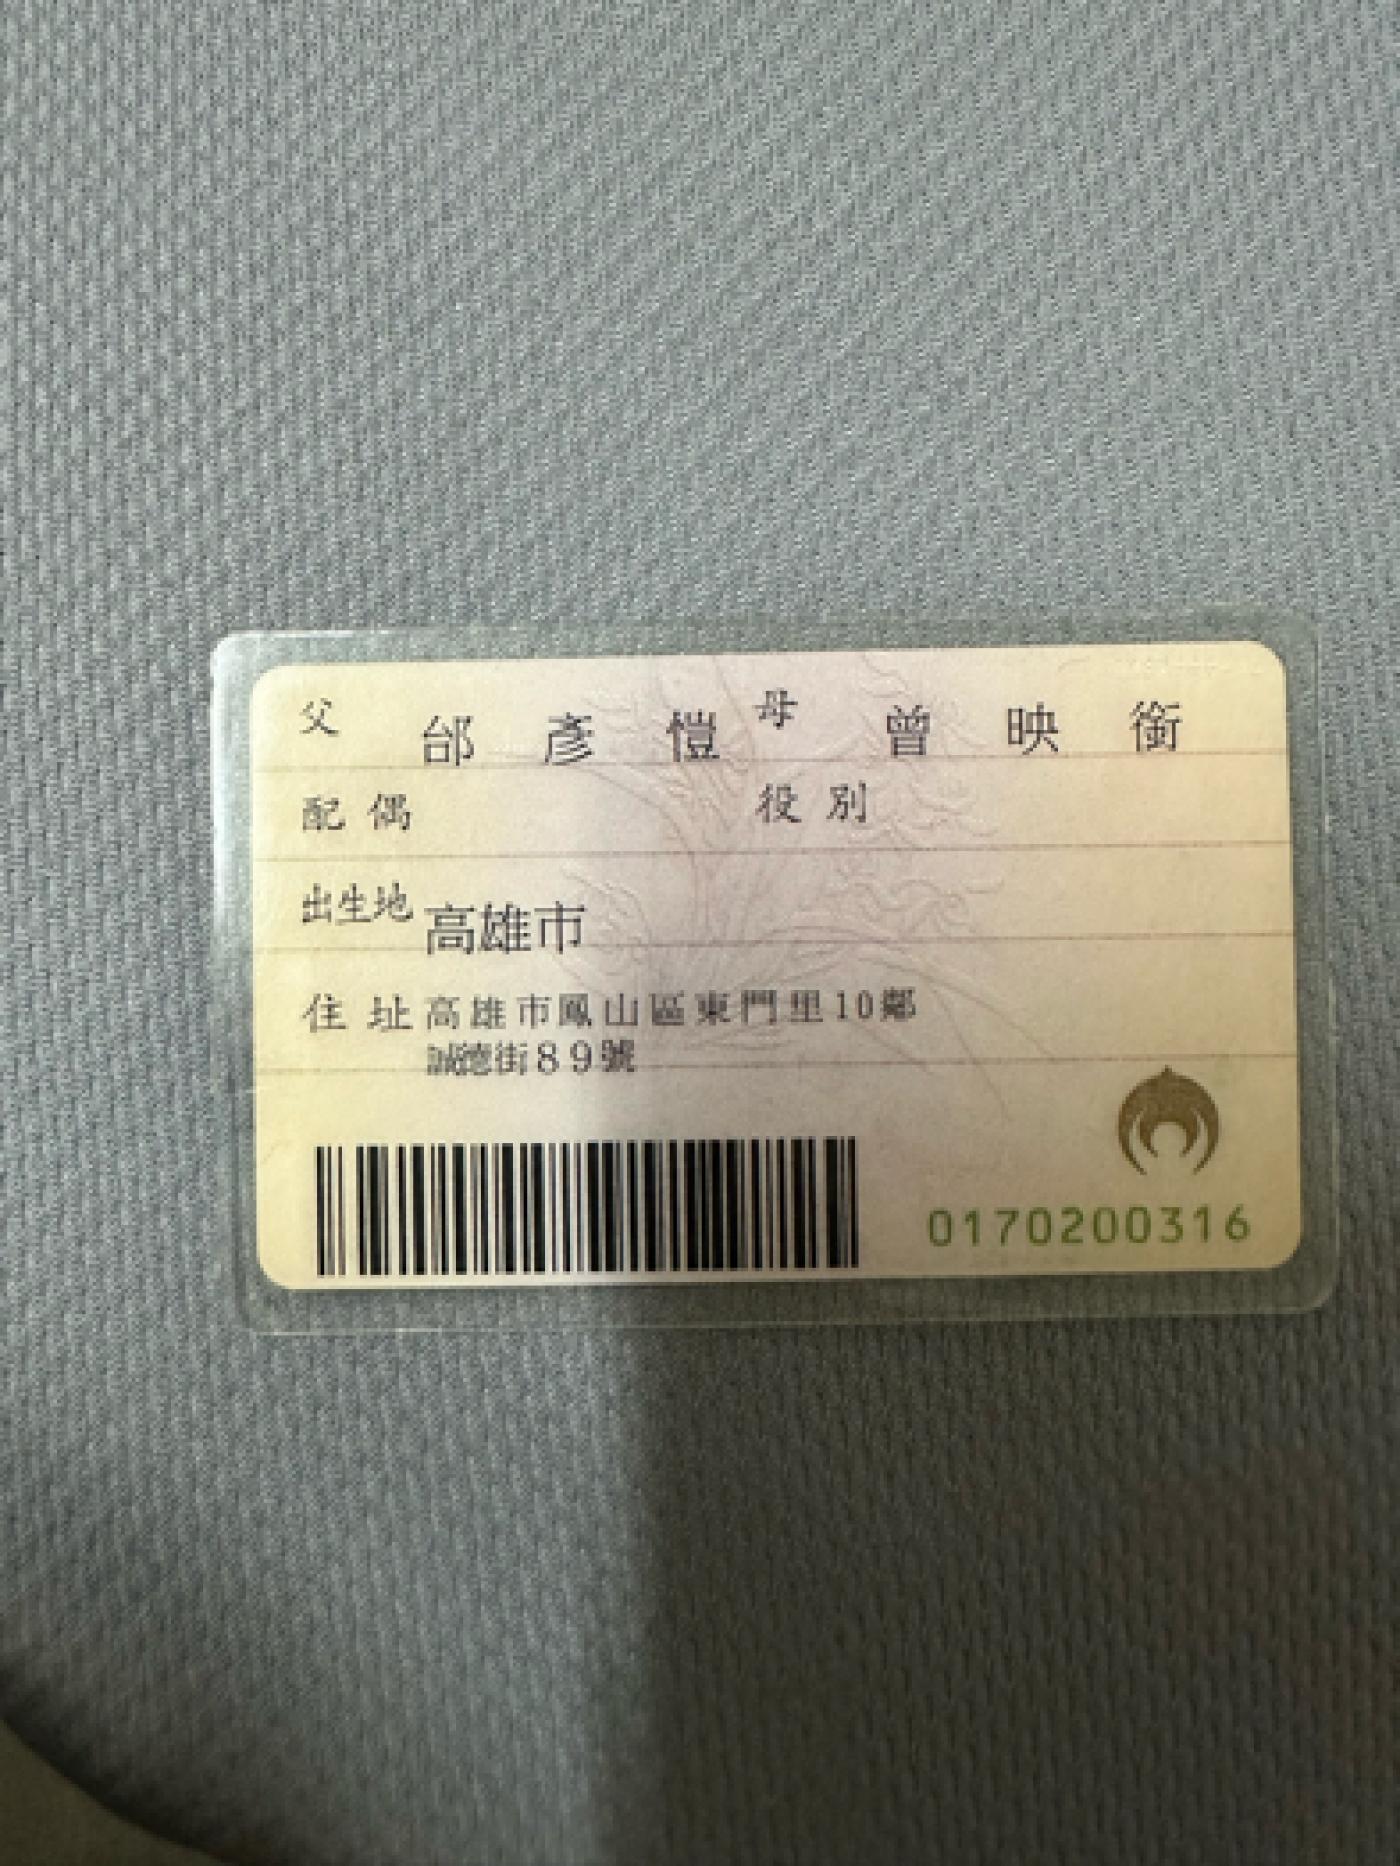 父 邰彥愷 母 曾映銜
配偶 役別
出生地 高雄市
住址 高雄市鳳山區東門里10鄰
誠德街89號
0170200316